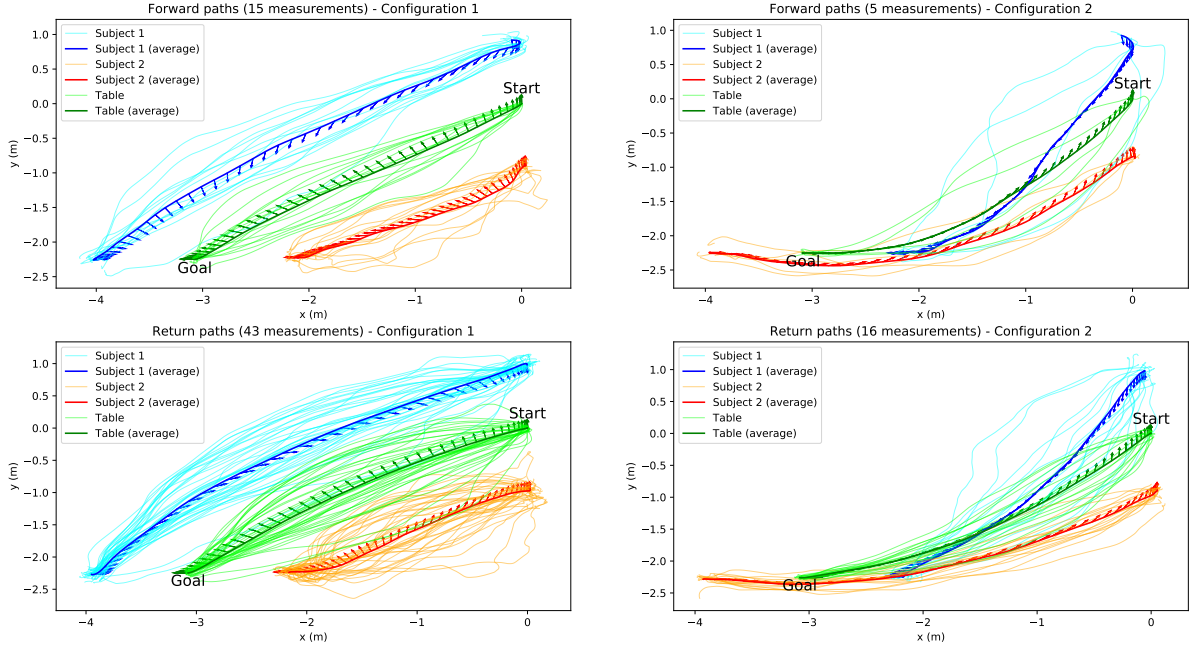 Forward paths (15 measurements) - Configuration 1
Subject 1
Subject 1 (average)
Subject 2
Subject 2 (average)
Table
Table (average)
Start
Goal
1.0
0.5
0.0
−0.5
−1.0
−1.5
−2.0
−2.5
y (m)
−4
−3
−2
−1
0
x (m)
Forward paths (5 measurements) - Configuration 2
Subject 1
Subject 1 (average)
Subject 2
Subject 2 (average)
Table
Table (average)
Start
Goal
1.0
0.5
0.0
−0.5
−1.0
−1.5
−2.0
−2.5
y (m)
−4
−3
−2
−1
0
x (m)
Return paths (43 measurements) - Configuration 1
Subject 1
Subject 1 (average)
Subject 2
Subject 2 (average)
Table
Table (average)
Start
Goal
1.0
0.5
0.0
−0.5
−1.0
−1.5
−2.0
−2.5
y (m)
−4
−3
−2
−1
0
x (m)
Return paths (16 measurements) - Configuration 2
Subject 1
Subject 1 (average)
Subject 2
Subject 2 (average)
Table
Table (average)
Start
Goal
1.0
0.5
0.0
−0.5
−1.0
−1.5
−2.0
−2.5
y (m)
−4
−3
−2
−1
0
x (m)